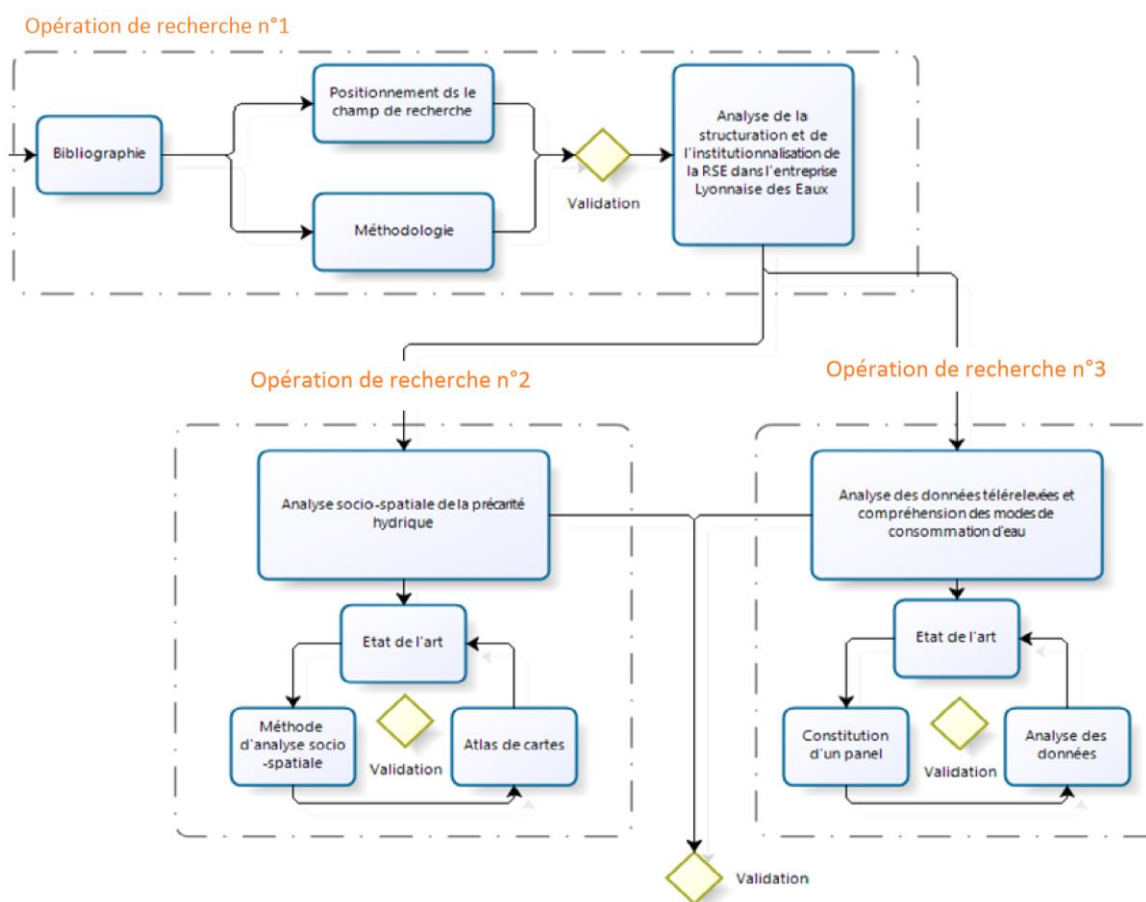 Opération de recherche n°1
Bibliographie
Positionnement ds le
champ de recherche
Méthodologie
Validation
Analyse de la
structuration et de
l'institutionnalisation de
la RSE dans l'entreprise
Lyonnaise des Eaux
Opération de recherche n°2
Analyse socio-spatiale de la précarité
hydrique
Etat de l'art
Méthode
d'analyse socio
-spatiale
Validation
Atlas de cartes
Opération de recherche n°3
Analyse des données télérelevées et
compréhension des modes de
consommation d'eau
Etat de l'art
Constitution
d'un panel
Validation
Analyse des
données
Validation